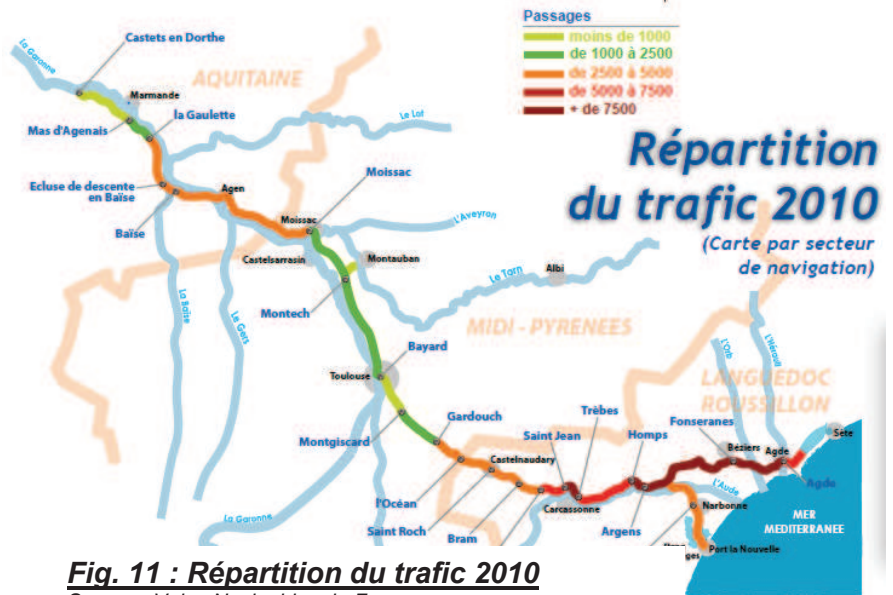 Passages
moins de 1000
de 1000 à 2500
de 2500 à 5000
de 5000 à 7500
+ de 7500
Répartition
du trafic 2010
(Carte par secteur
de navigation)
La Garonne
Castets en Dorthe
AQUITAINE
Marmande
Mas d'Agenais
la Gaulette
Le Lot
Ecluse de descente
en Baïse
Agen
Moissac
Baïse
Moissac
L'Aveyron
Castelsarrasin
Montauban
Le Tarn
Albi
La Baïse
Le Gers
Montech
MIDI - PYRENEES
Bayard
L'Orb
L'Hérault
Toulouse
LANGUEDOC
ROUSSILLON
Gardouch
Trèbes
Fonseranes
Montgiscard
Saint Jean
Homps
Sète
Castelnaudary
Béziers
Agde
l'Océan
Agde
L'Aude
Carcassonne
Narbonne
MER
MEDITERRANEE
La Garonne
Saint Roch
Bram
Argens
Port la Nouvelle
Fig. 11 : Répartition du trafic 2010